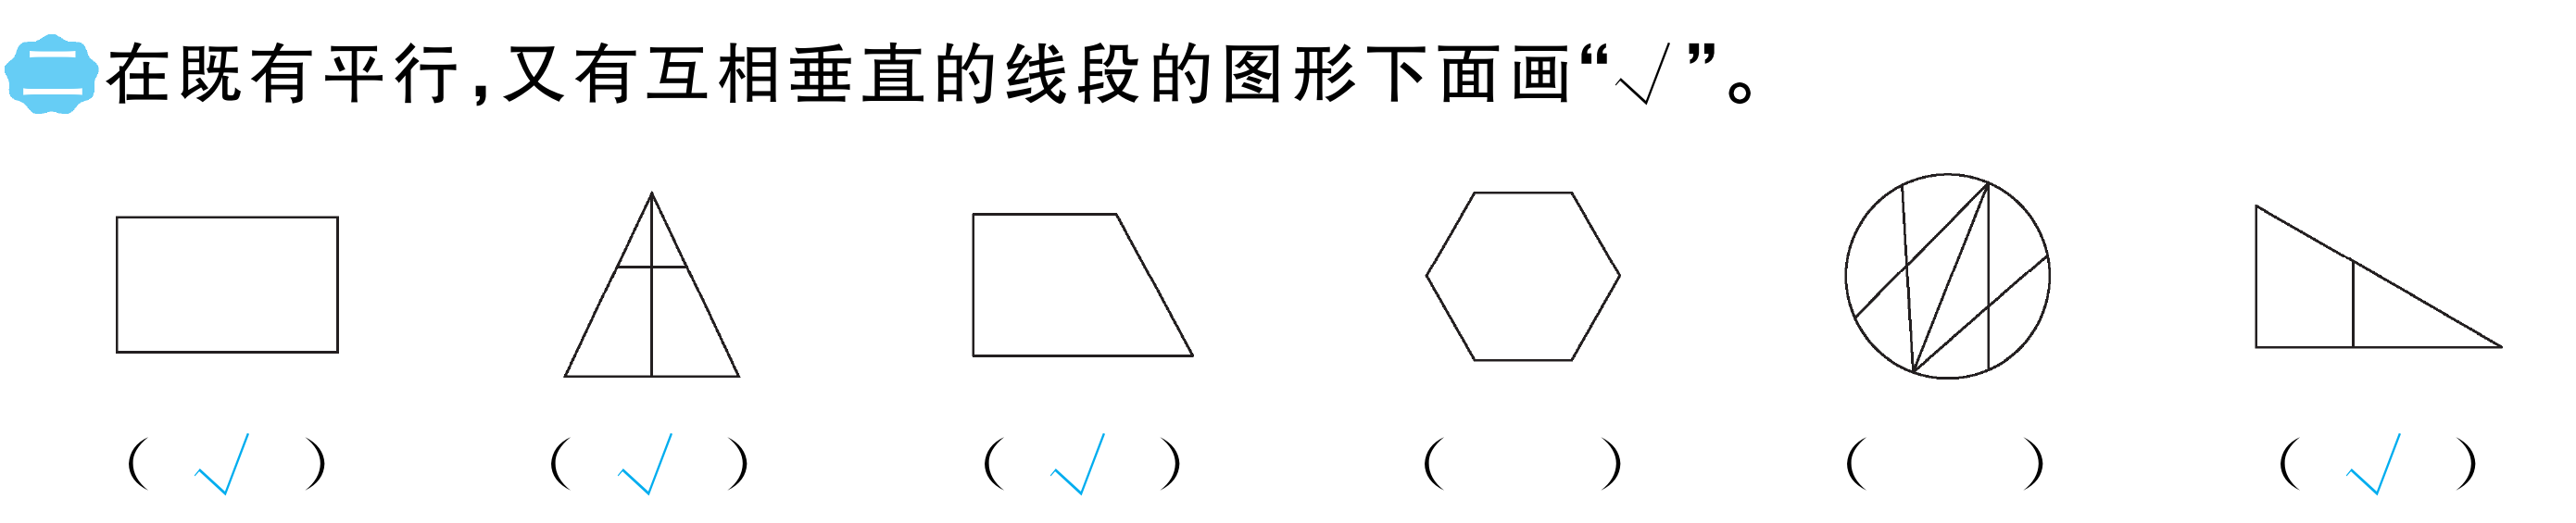 二 在既有平行,又有互相垂直的线段的图形下面画“√”。
( √ ) ( √ ) ( √ ) ( ) ( ) ( √ )